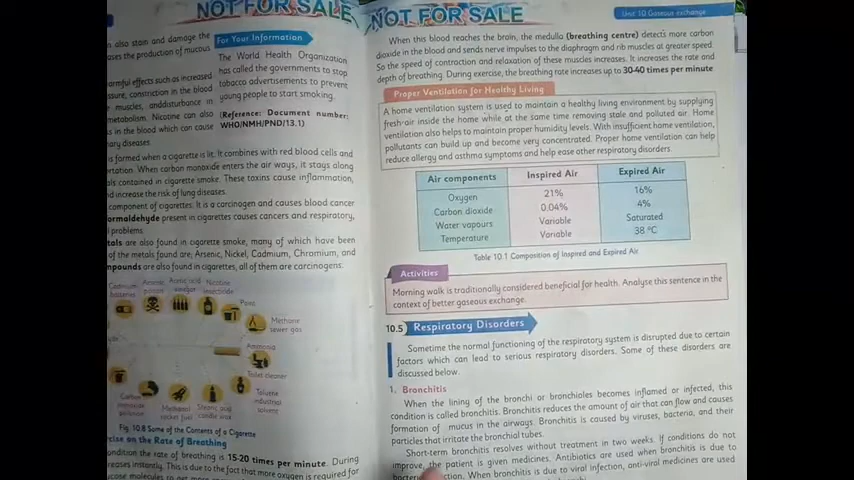 NOT FOR SALE
also stain and damage the
ases the production of mucous
armful effects such as increased
ssure, constriction in the blood
muscles, anddisturbance in
metabolism. Nicotine can also
s in the blood which can cause
ary diseases.
For Your Information
The World Health Organization
has called the governments to stop
tobacco advertisements to prevent
young people to start smoking.
(Reference: Document number:
WHO/NMH/PND/13.1)
is formed when a cigarette is lit. It combines with red blood cells and
rtation. When carbon monoxide enters the air ways, it stays along
als contained in cigarette smoke. These toxins cause inflammation,
d increase the risk of lung diseases.
component of cigarettes. It is a carcinogen and causes blood cancer
ormaldehyde present in cigarettes causes cancers and respiratory,
l problems.
tals are also found in cigarette smoke, many of which have been
of the metals found are; Arsenic, Nickel, Cadmium, Chromium, and
mpounds are also found in cigarettes, all of them are carcinogens.
Cadmium
batteries
Arsenic
poison
Acetic acid
vinegar
Nicotine
insecticide
Paint
Methane
sewer gas
Ammonia
Toilet cleaner
Toluene
industrial
solvent
Stearic acid
candle wax
Methanol
rocket fuel
Carbon
monoxide
Fig. 10.8 Some of the Contents of a Cigarette
cise on the Rate of Breathing
ondition the rate of breathing is 15-20 times per minute. During
creases instantly. This is due to the fact that more oxygen is required for
NOT FOR SALE
Unit 10 Gaseous exchange
When this blood reaches the brain, the medulla (breathing centre) detects more carbon
dioxide in the blood and sends nerve impulses to the diaphragm and rib muscles at greater speed.
So the speed of contraction and relaxation of these muscles increases. It increases the rate and
depth of breathing. During exercise, the breathing rate increases up to 30-40 times per minute
Proper Ventilation for Healthy Living
A home ventilation system is used to maintain a healthy living environment by supplying
fresh-air inside the home while at the same time removing stale and polluted air. Home
ventilation also helps to maintain proper humidity levels. With insufficient home ventilation,
pollutants can build up and become very concentrated. Proper home ventilation can help
reduce allergy and asthma symptoms and help ease other respiratory disorders.
Air components Inspired Air Expired Air
Oxygen 21% 16%
Carbon dioxide 0.04% 4%
Water vapours Variable Saturated
Temperature Variable 38 °C
Table 10.1 Composition of Inspired and Expired Air
Activities
Morning walk is traditionally considered beneficial for health. Analyse this sentence in the
context of better gaseous exchange.
10.5 Respiratory Disorders
Sometime the normal functioning of the respiratory system is disrupted due to certain
factors which can lead to serious respiratory disorders. Some of these disorders are
discussed below.
1. Bronchitis
When the lining of the bronchi or bronchioles becomes inflamed or infected, this
condition is called bronchitis. Bronchitis reduces the amount of air that can flow and causes
formation of mucus in the airways. Bronchitis is caused by viruses, bacteria, and their
particles that irritate the bronchial tubes.
Short-term bronchitis resolves without treatment in two weeks. If conditions do not
improve, the patient is given medicines. Antibiotics are used when bronchitis is due to
ction. When bronchitis is due to viral infection, anti-viral medicines are used